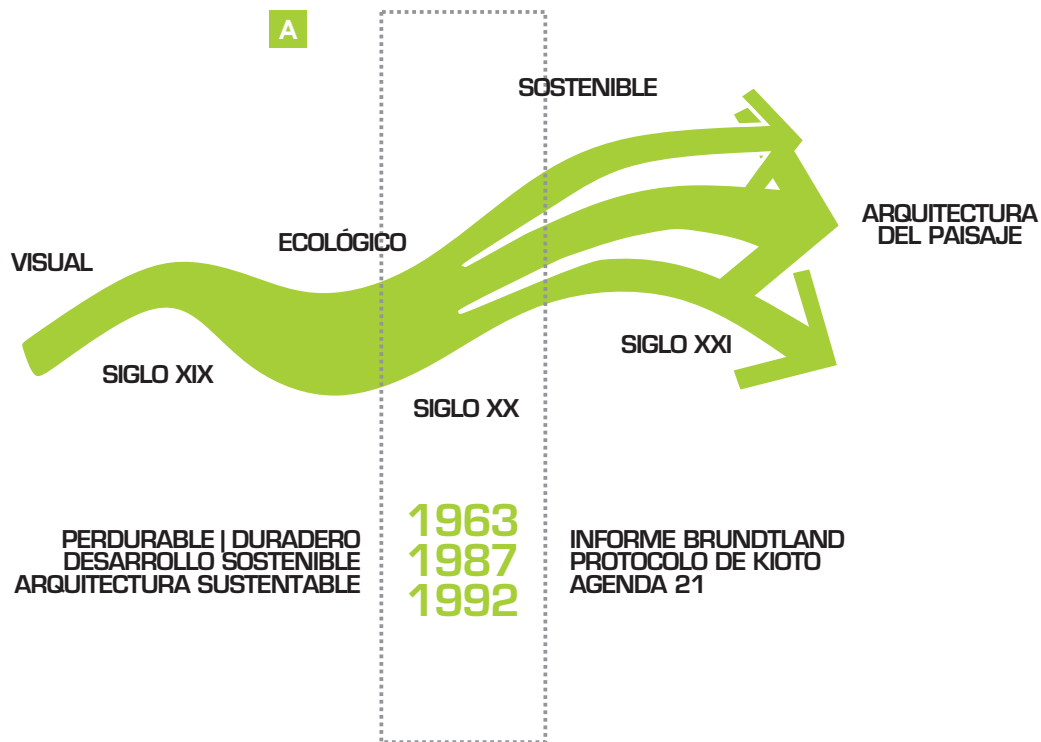 A
SOSTENIBLE
ARQUITECTURA
DEL PAISAJE
ECOLÓGICO
VISUAL
SIGLO XXI
SIGLO XIX
SIGLO XX
PERDURABLE | DURADERO
DESARROLLO SOSTENIBLE
ARQUITECTURA SUSTENTABLE
1963
1987
1992
INFORME BRUNDTLAND
PROTOCOLO DE KIOTO
AGENDA 21